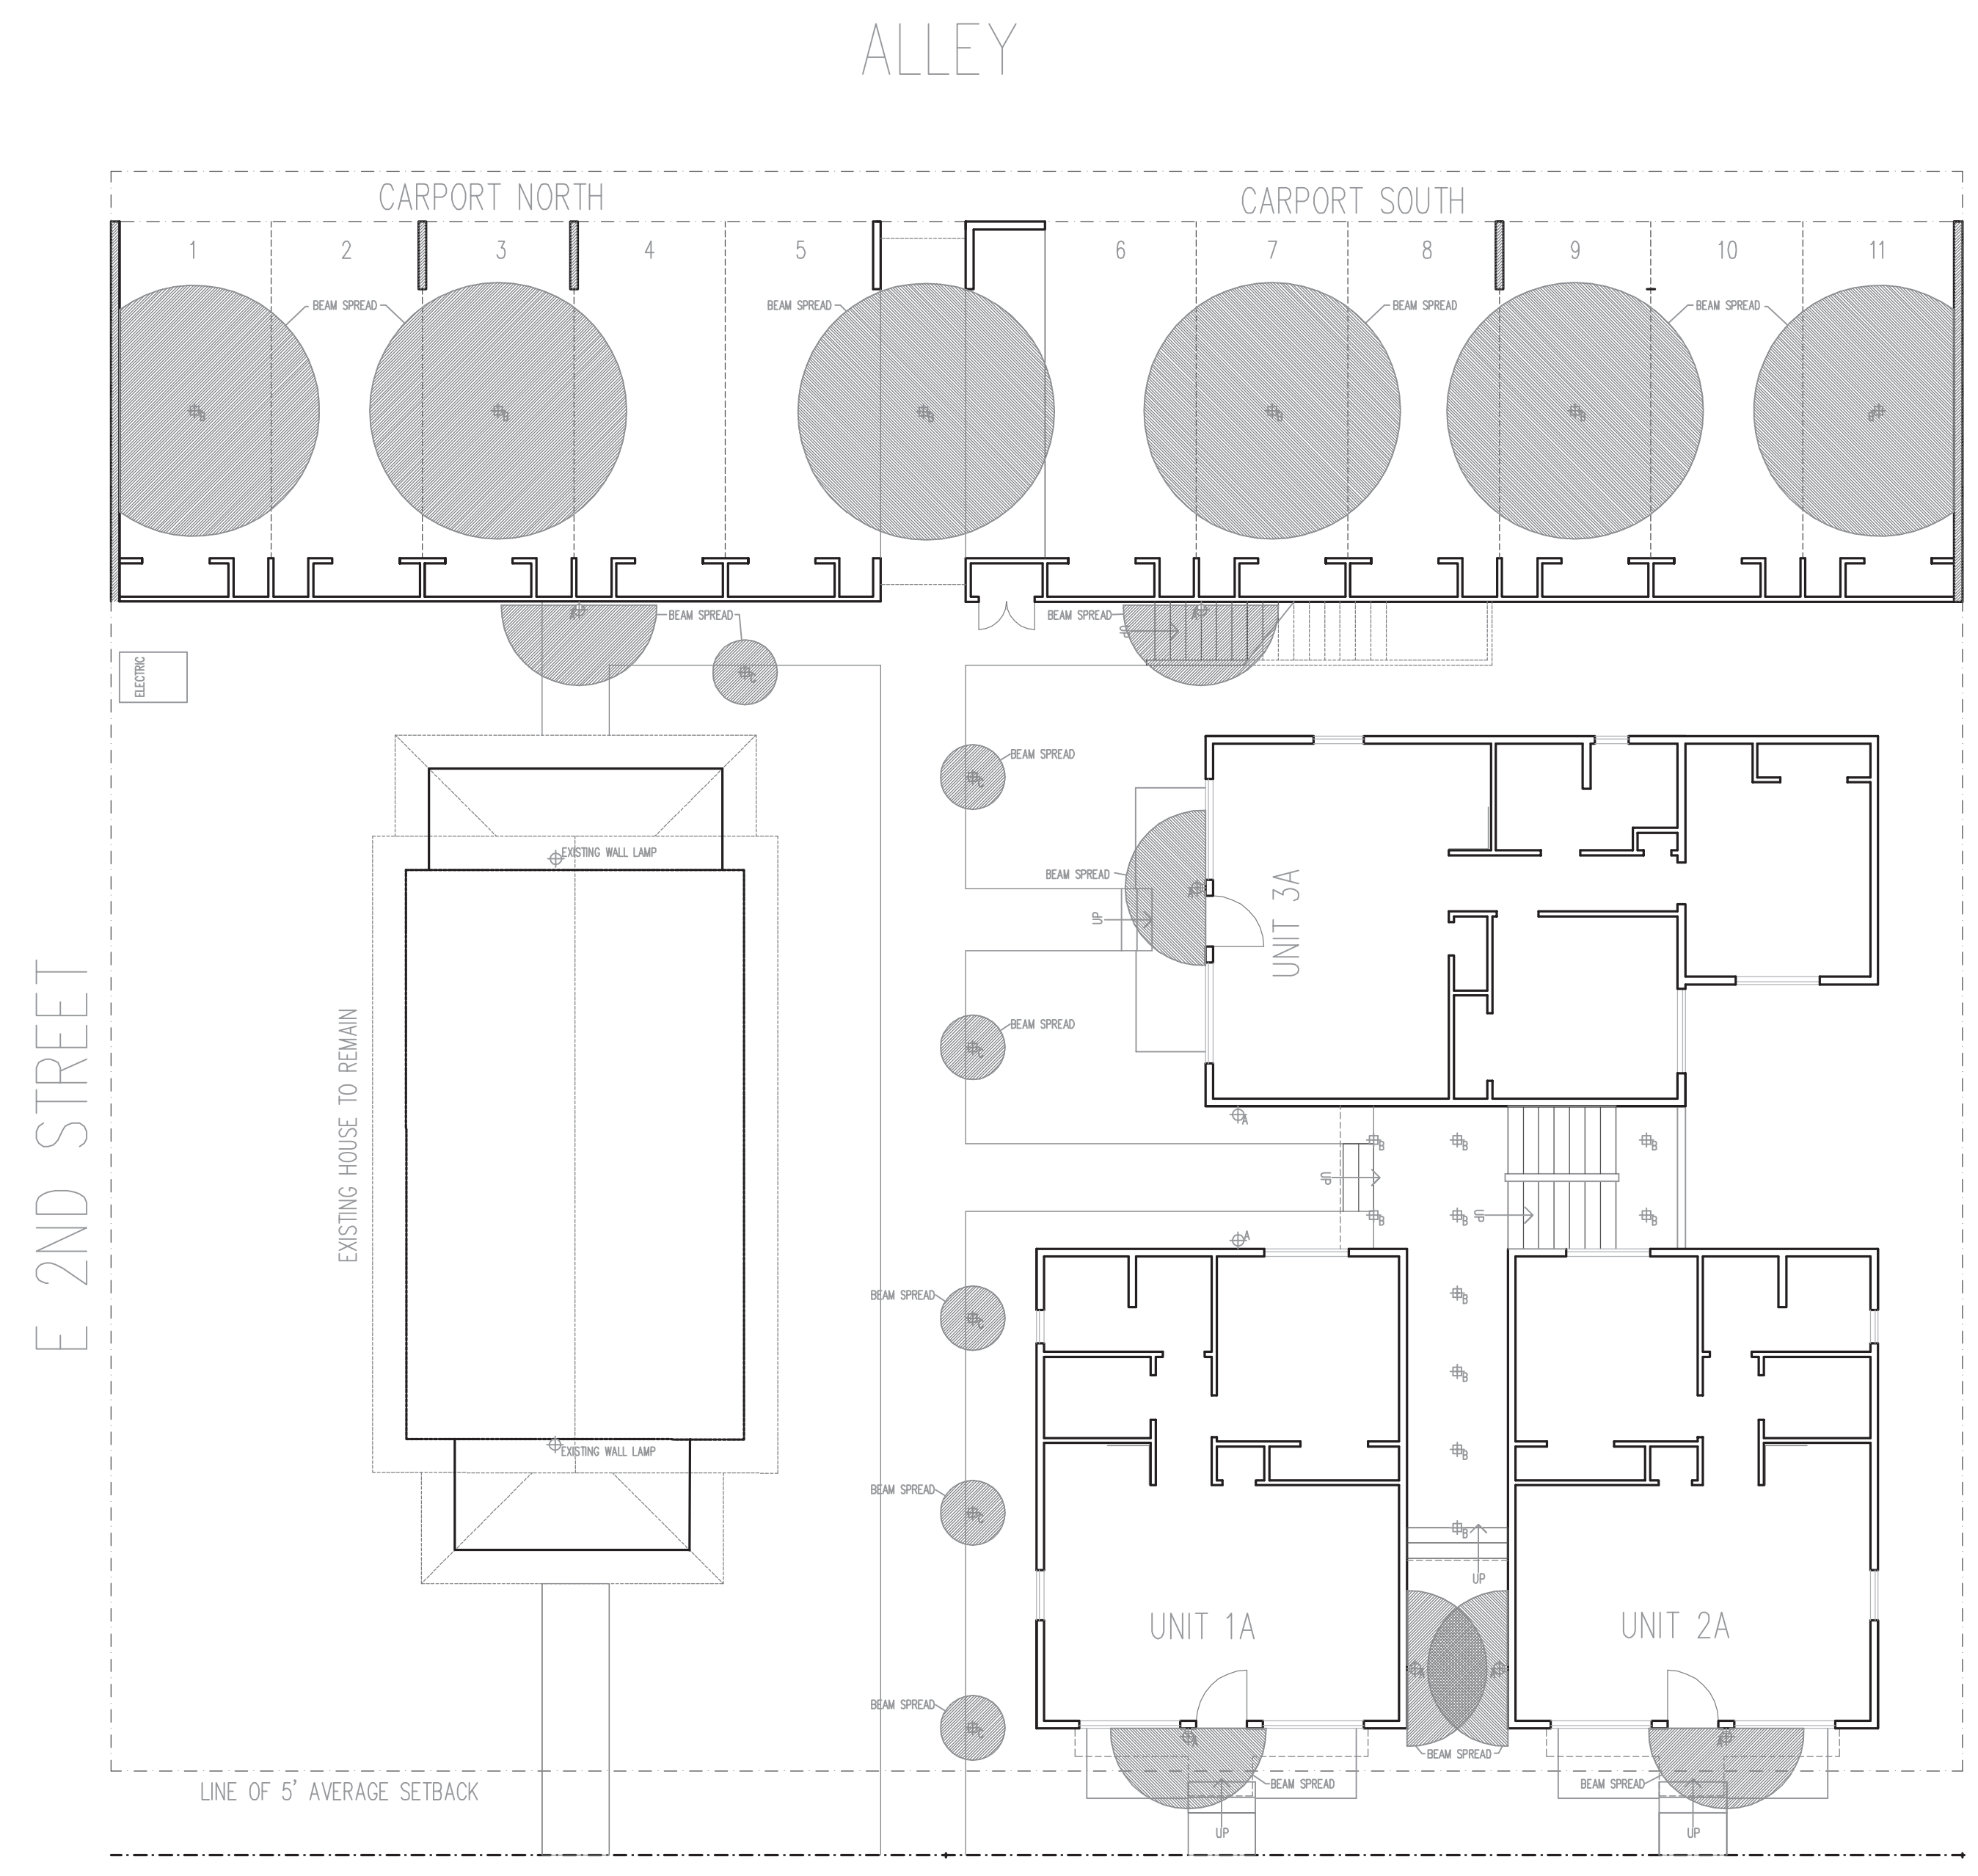 ALLEY
CARPORT NORTH
CARPORT SOUTH
1
2
3
4
5
6
7
8
9
10
11
BEAM SPREAD
BEAM SPREAD
BEAM SPREAD
BEAM SPREAD
B
B
B
B
B
B
A
BEAM SPREAD
BEAM SPREAD
A
UP
ELECTRIC
C
BEAM SPREAD
C
EXISTING WALL LAMP
BEAM SPREAD
A
UP
UNIT 3A
E 2ND STREET
EXISTING HOUSE TO REMAIN
BEAM SPREAD
C
A
B
B
B
UP
B
B
UP
B
A
BEAM SPREAD
C
B
B
EXISTING WALL LAMP
B
BEAM SPREAD
C
B
UP
UNIT 1A
UNIT 2A
A
A
BEAM SPREAD
C
A
A
BEAM SPREAD
LINE OF 5' AVERAGE SETBACK
BEAM SPREAD
BEAM SPREAD
UP
UP